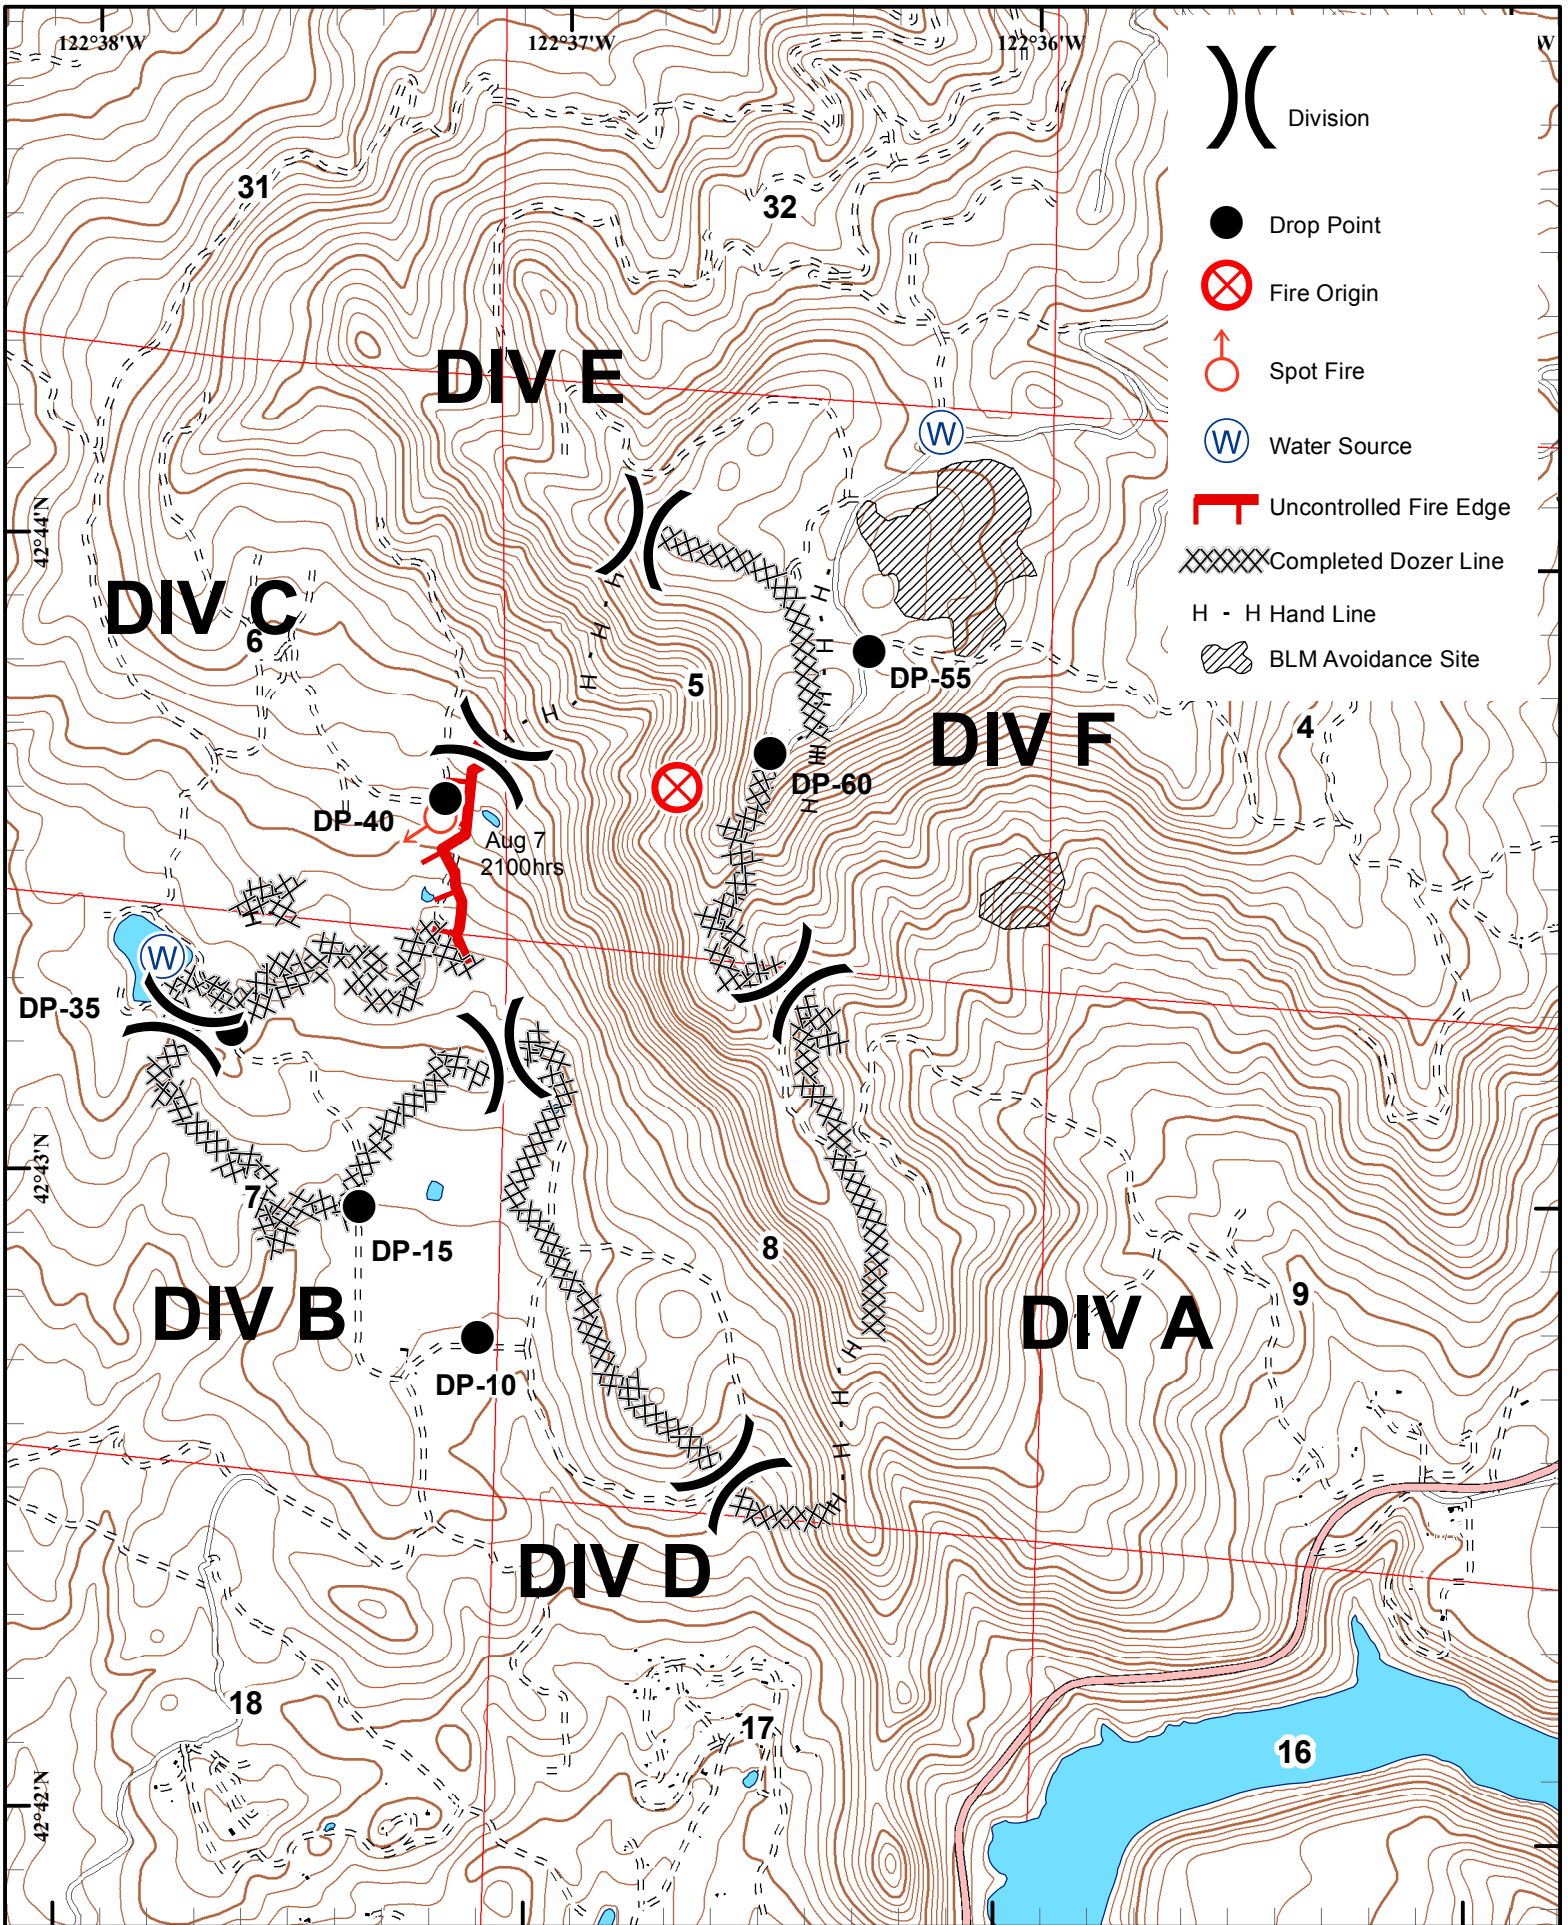 122°38'W
122°37'W
122°36'W
W
Division
Drop Point
Fire Origin
Spot Fire
W
Water Source
Uncontrolled Fire Edge
Completed Dozer Line
H - H Hand Line
BLM Avoidance Site
31
32
DIV E
W
42°44'N
DIV C
6
5
DP-55
DIV F
4
DP-60
DP-40
Aug 7
2100hrs
W
DP-35
42°43'N
7
DP-15
8
DIV B
DIV A
9
DP-10
DIV D
18
17
16
42°42'N